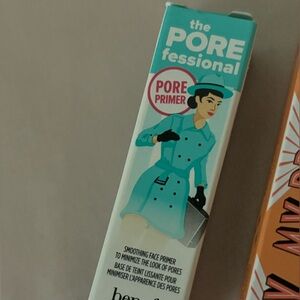 the
PORE
fessional
PORE
PRIMER
SMOOTHING FACE PRIMER
TO MINIMIZE THE LOOK OF PORES
BASE DE TEINT LISSANTE POUR
MINIMISER L'APPARENCE DES PORES
MY